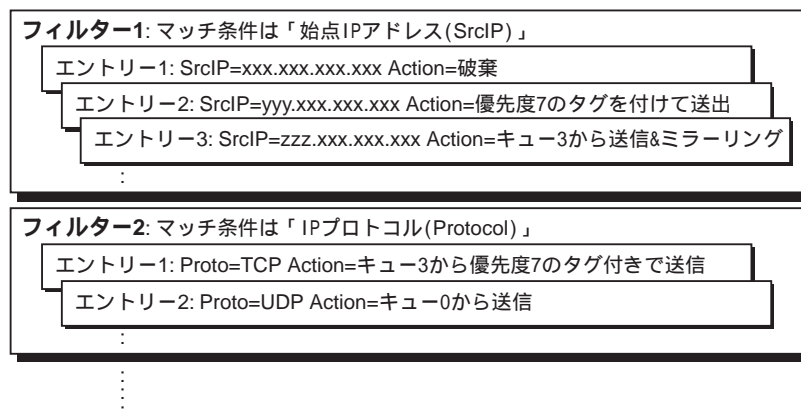 フィルター1: マッチ条件は「始点IPアドレス(SrcIP)」
エントリー1: SrcIP=xxx.xxx.xxx.xxx Action=破棄
エントリー2: SrcIP=yyy.xxx.xxx.xxx Action=優先度7のタグを付けて送出
エントリー3: SrcIP=zzz.xxx.xxx.xxx Action=キュー3から送信&ミラーリング
:
フィルター2: マッチ条件は「IPプロトコル(Protocol)」
エントリー1: Proto=TCP Action=キュー3から優先度7のタグ付きで送信
エントリー2: Proto=UDP Action=キュー0から送信
:
:
: